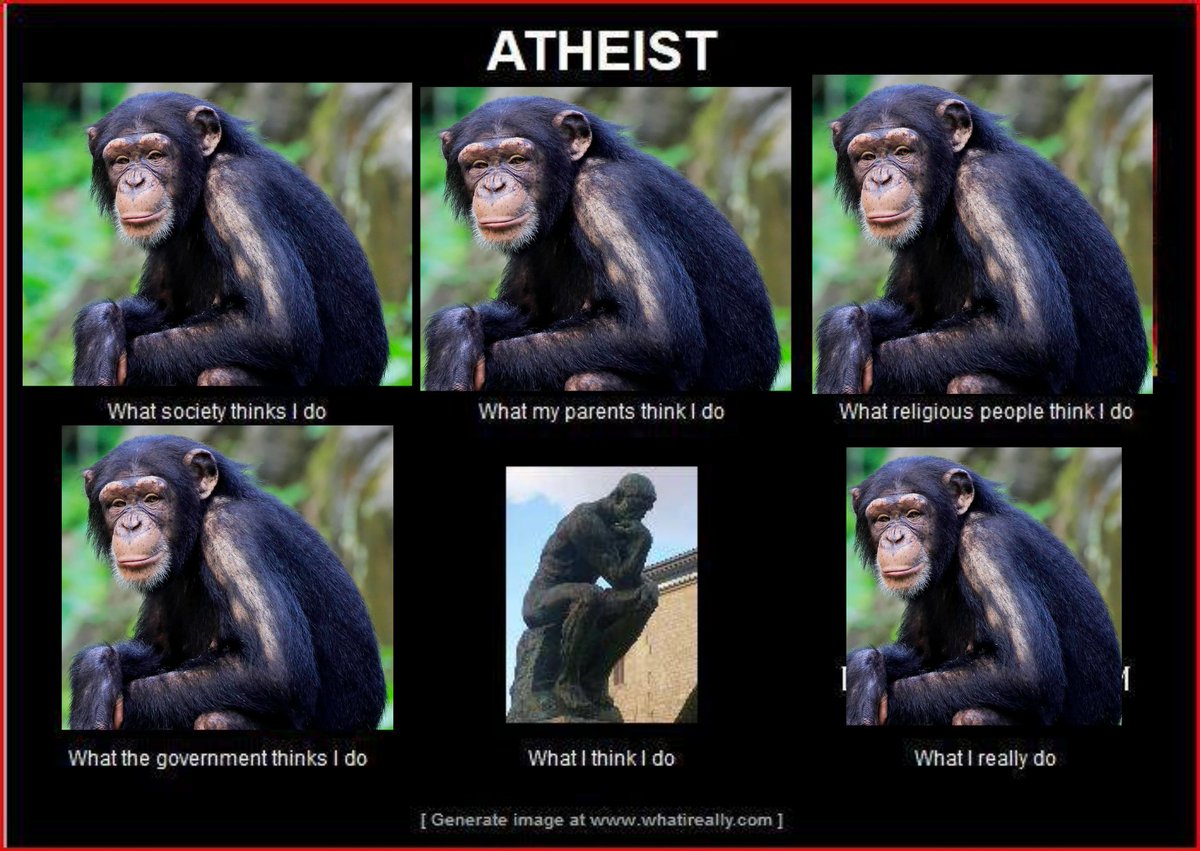 ATHEIST
What society thinks I do
What my parents think I do
What religious people think I do
What the government thinks I do
What I think I do
What I really do
[ Generate image at www.whatireally.com ]